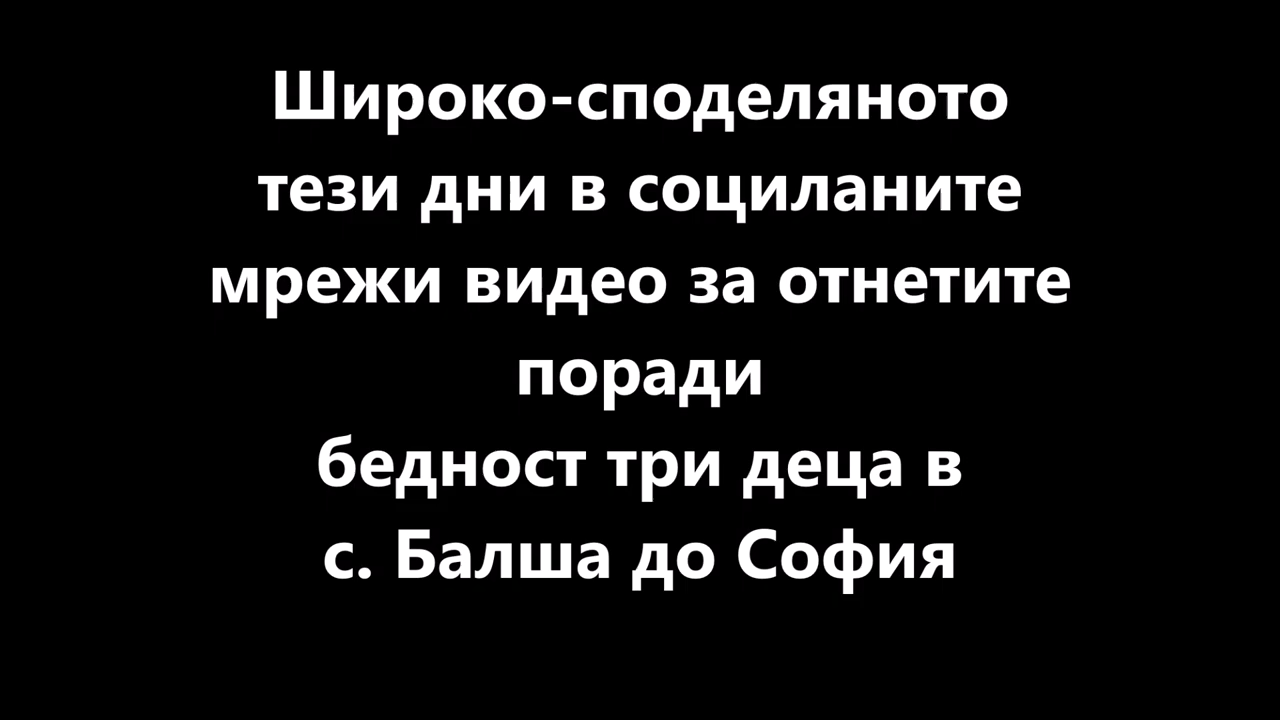 Широко-споделяното
тези дни в социланите
мрежи видео за отнетите
поради
бедност три деца в
с. Балша до София